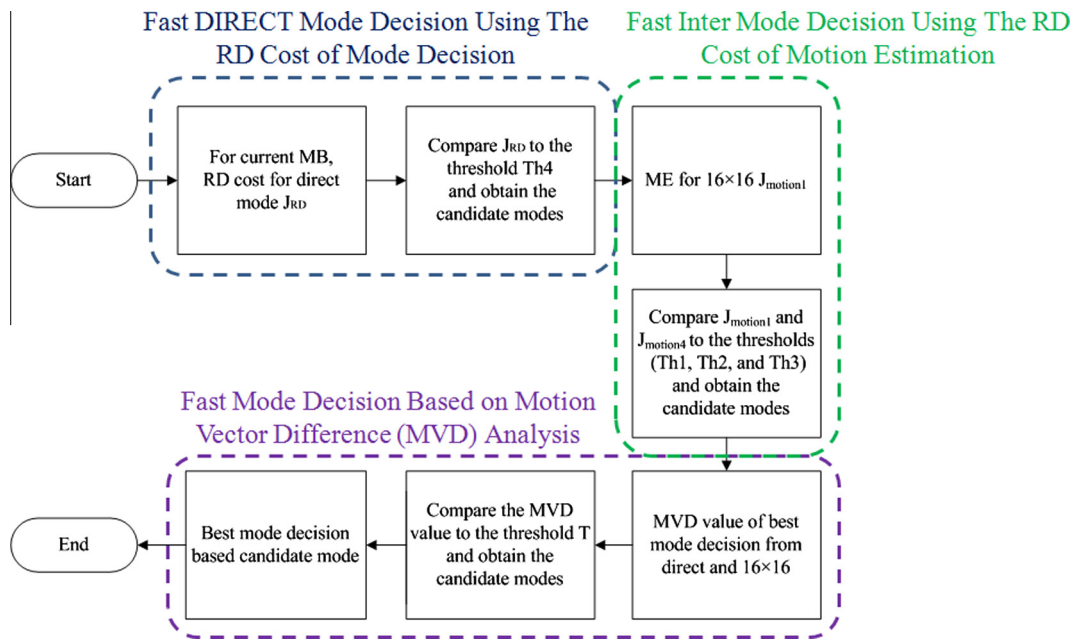 Fast DIRECT Mode Decision Using The
RD Cost of Mode Decision
Fast Inter Mode Decision Using The RD
Cost of Motion Estimation
Start
For current MB,
RD cost for direct
mode JRD
Compare JRD to the
threshold Th4
and obtain the
candidate modes
ME for 16×16 Jmotion1
Compare Jmotion1 and
Jmotion4 to the thresholds
(Th1, Th2, and Th3)
and obtain the
candidate modes
Fast Mode Decision Based on Motion
Vector Difference (MVD) Analysis
MVD value of best
mode decision from
direct and 16×16
Compare the MVD
value to the threshold T
and obtain the
candidate modes
Best mode decision
based candidate mode
End